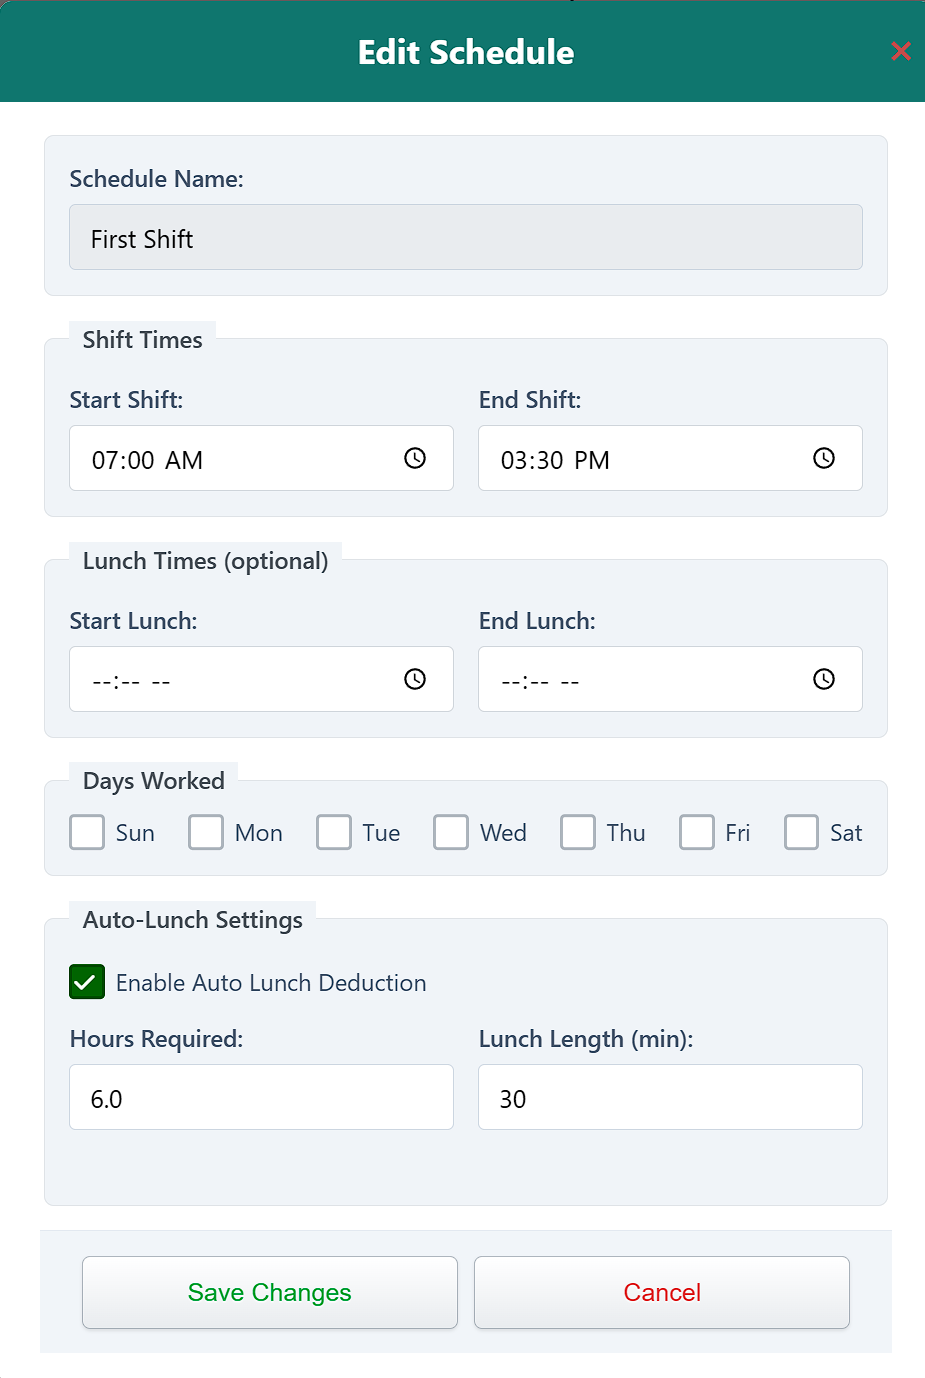 Edit Schedule
Schedule Name:
First Shift
Shift Times
Start Shift: End Shift:
07:00 AM 03:30 PM
Lunch Times (optional)
Start Lunch: End Lunch:
--:-- -- --:-- --
Days Worked
Sun Mon Tue Wed Thu Fri Sat
Auto-Lunch Settings
Enable Auto Lunch Deduction
Hours Required: Lunch Length (min):
6.0 30
Save Changes Cancel